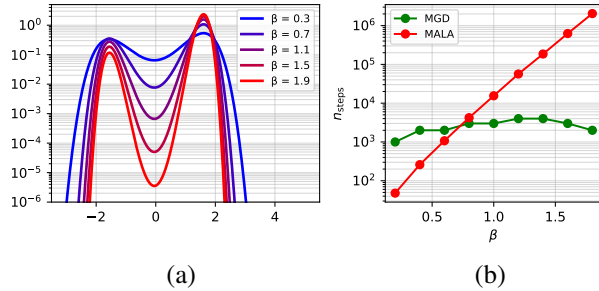 10⁰
10⁻¹
10⁻²
10⁻³
10⁻⁴
10⁻⁵
10⁻⁶
−2 0 2 4
β = 0.3
β = 0.7
β = 1.1
β = 1.5
β = 1.9
(a)
n_steps
10⁶
10⁵
10⁴
10³
10²
0.5 1.0 1.5
β
MGD
MALA
(b)